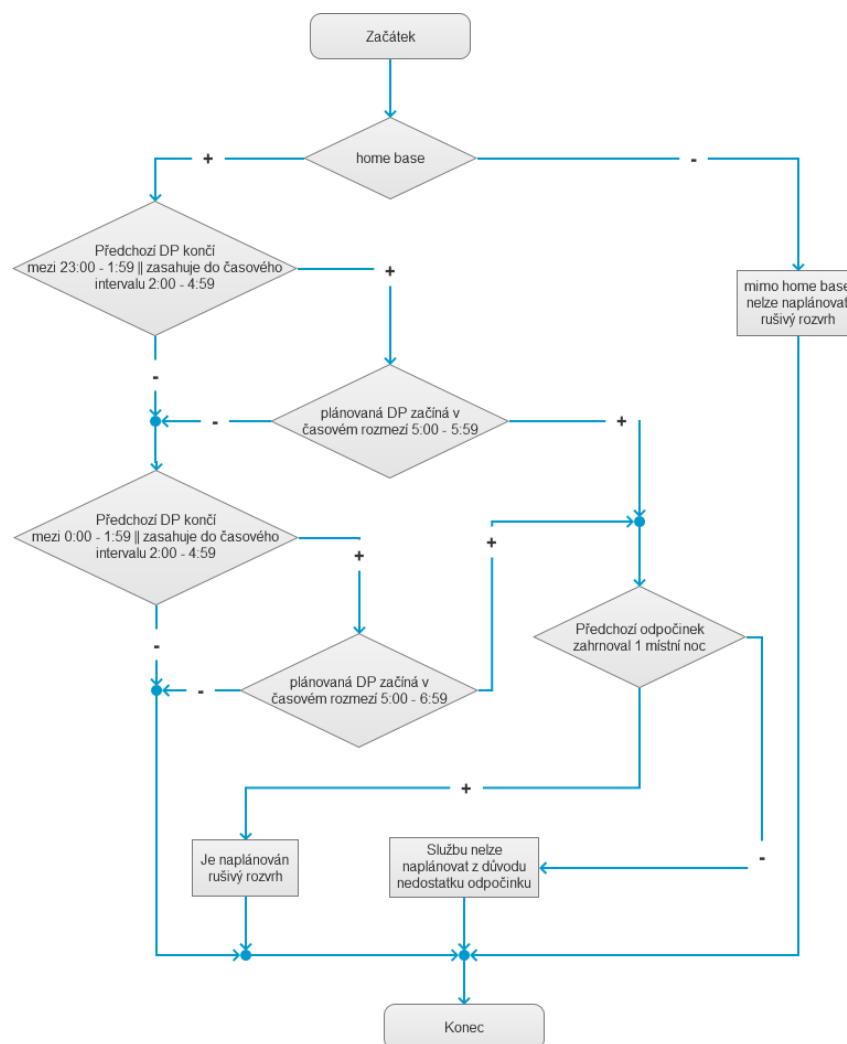 Začátek
home base
+
-
Předchozí DP končí
mezi 23:00 - 1:59 || zasahuje do časového
intervalu 2:00 - 4:59
+
mimo home base
nelze naplánovat
rušivý rozvrh
-
plánovaná DP začíná v
časovém rozmezí 5:00 - 5:59
-
+
Předchozí DP končí
mezi 0:00 - 1:59 || zasahuje do časového
intervalu 2:00 - 4:59
+
+
Předchozí odpočinek
zahrnoval 1 místní noc
-
plánovaná DP začíná v
časovém rozmezí 5:00 - 6:59
-
+
Je naplánován
rušivý rozvrh
Službu nelze
naplánovat z důvodu
nedostatku odpočinku
-
Konec